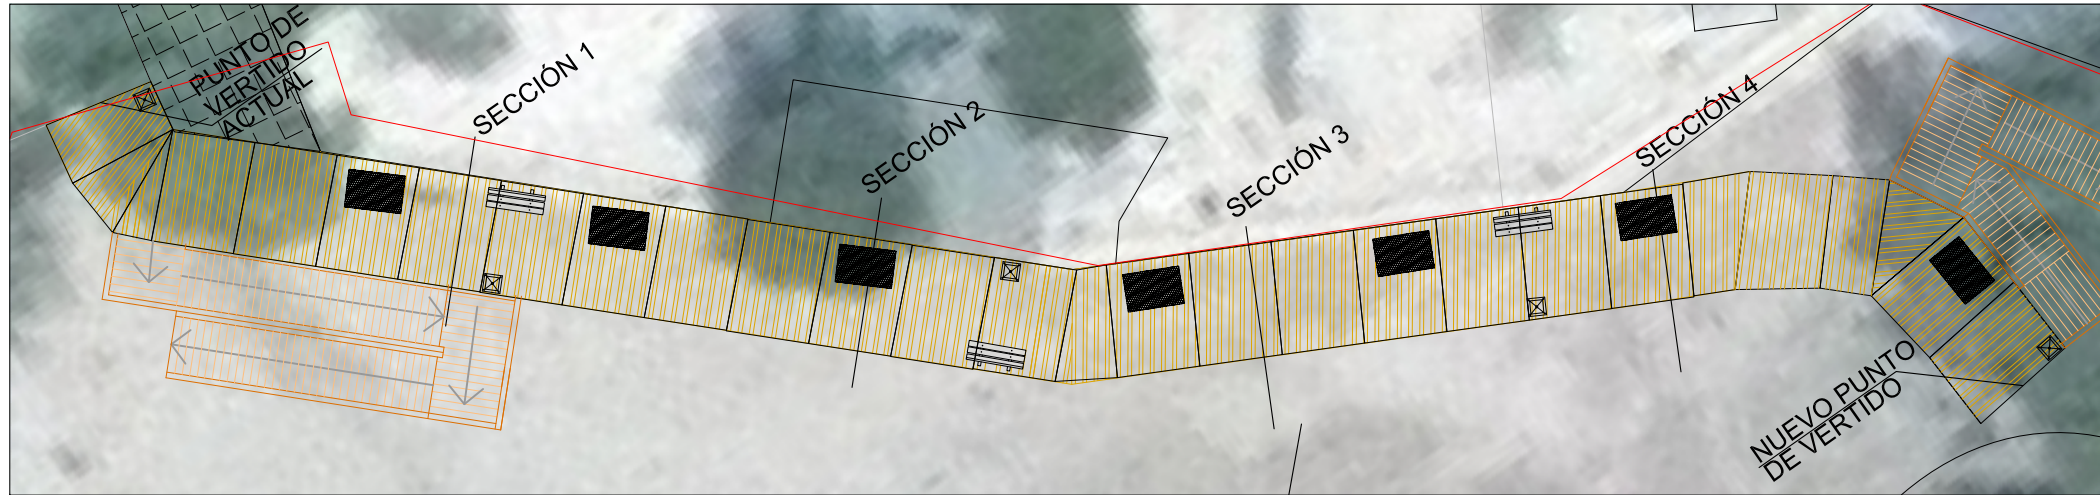 PUNTO DE
VERTIDO
ACTUAL
SECCIÓN 1
SECCIÓN 2
SECCIÓN 3
SECCIÓN 4
NUEVO PUNTO
DE VERTIDO